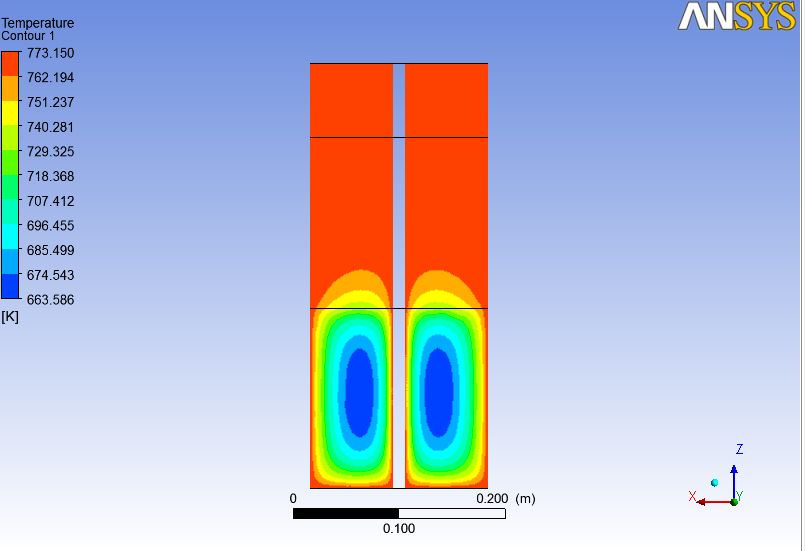 ANSYS
Temperature
Contour 1
773.150
762.194
751.237
740.281
729.325
718.368
707.412
696.455
685.499
674.543
663.586
[K]
0 0.200 (m)
0.100
Z
X Y